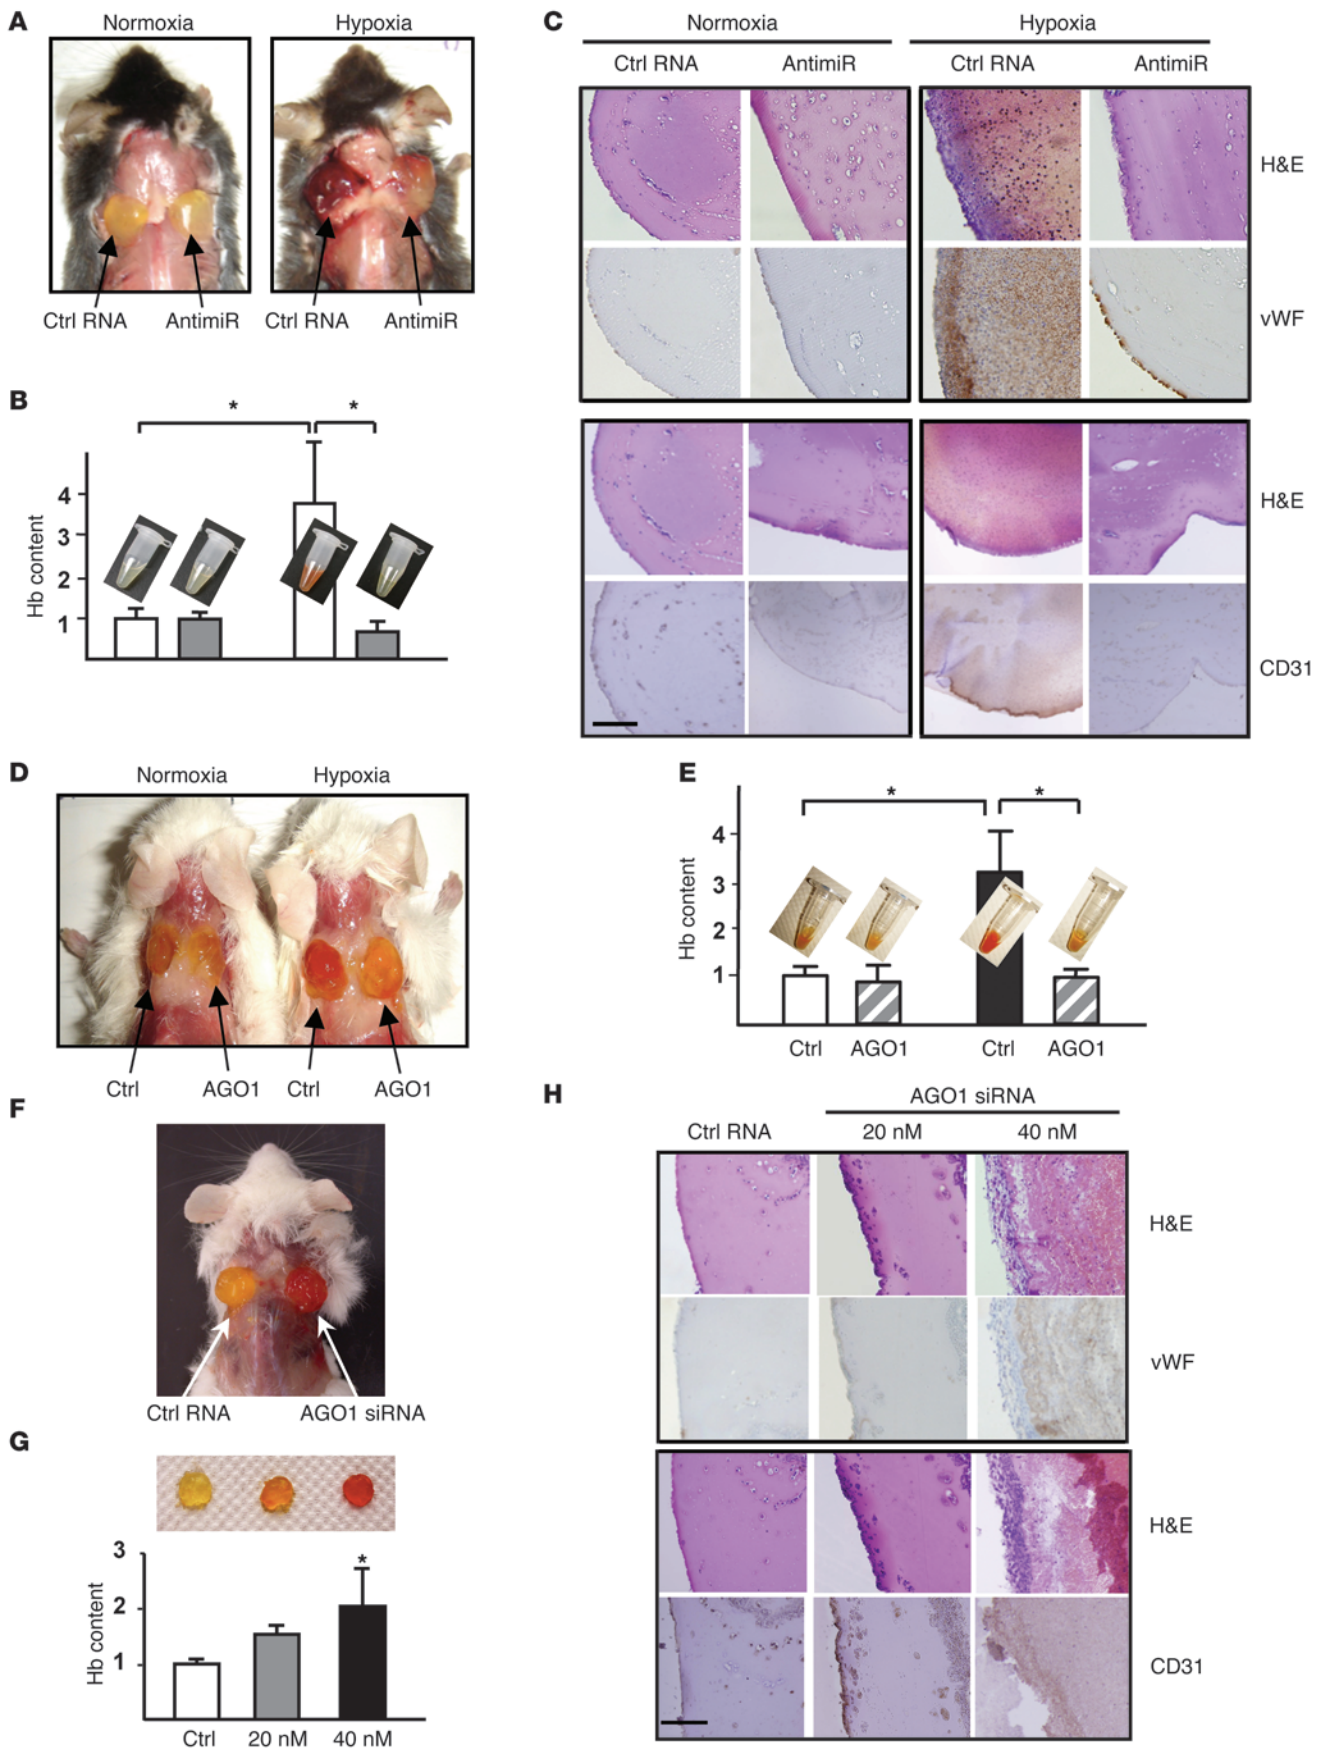 A
Normoxia
Hypoxia
Ctrl RNA
AntimiR
Ctrl RNA
AntimiR
B
*
*
Hb content
4
3
2
1
C
Normoxia
Hypoxia
Ctrl RNA
AntimiR
Ctrl RNA
AntimiR
H&E
vWF
H&E
CD31
D
Normoxia
Hypoxia
Ctrl
AGO1
Ctrl
AGO1
E
*
*
Hb content
4
3
2
1
Ctrl
AGO1
Ctrl
AGO1
F
Ctrl RNA
AGO1 siRNA
G
Hb content
3
2
1
*
Ctrl
20 nM
40 nM
H
AGO1 siRNA
Ctrl RNA
20 nM
40 nM
H&E
vWF
H&E
CD31